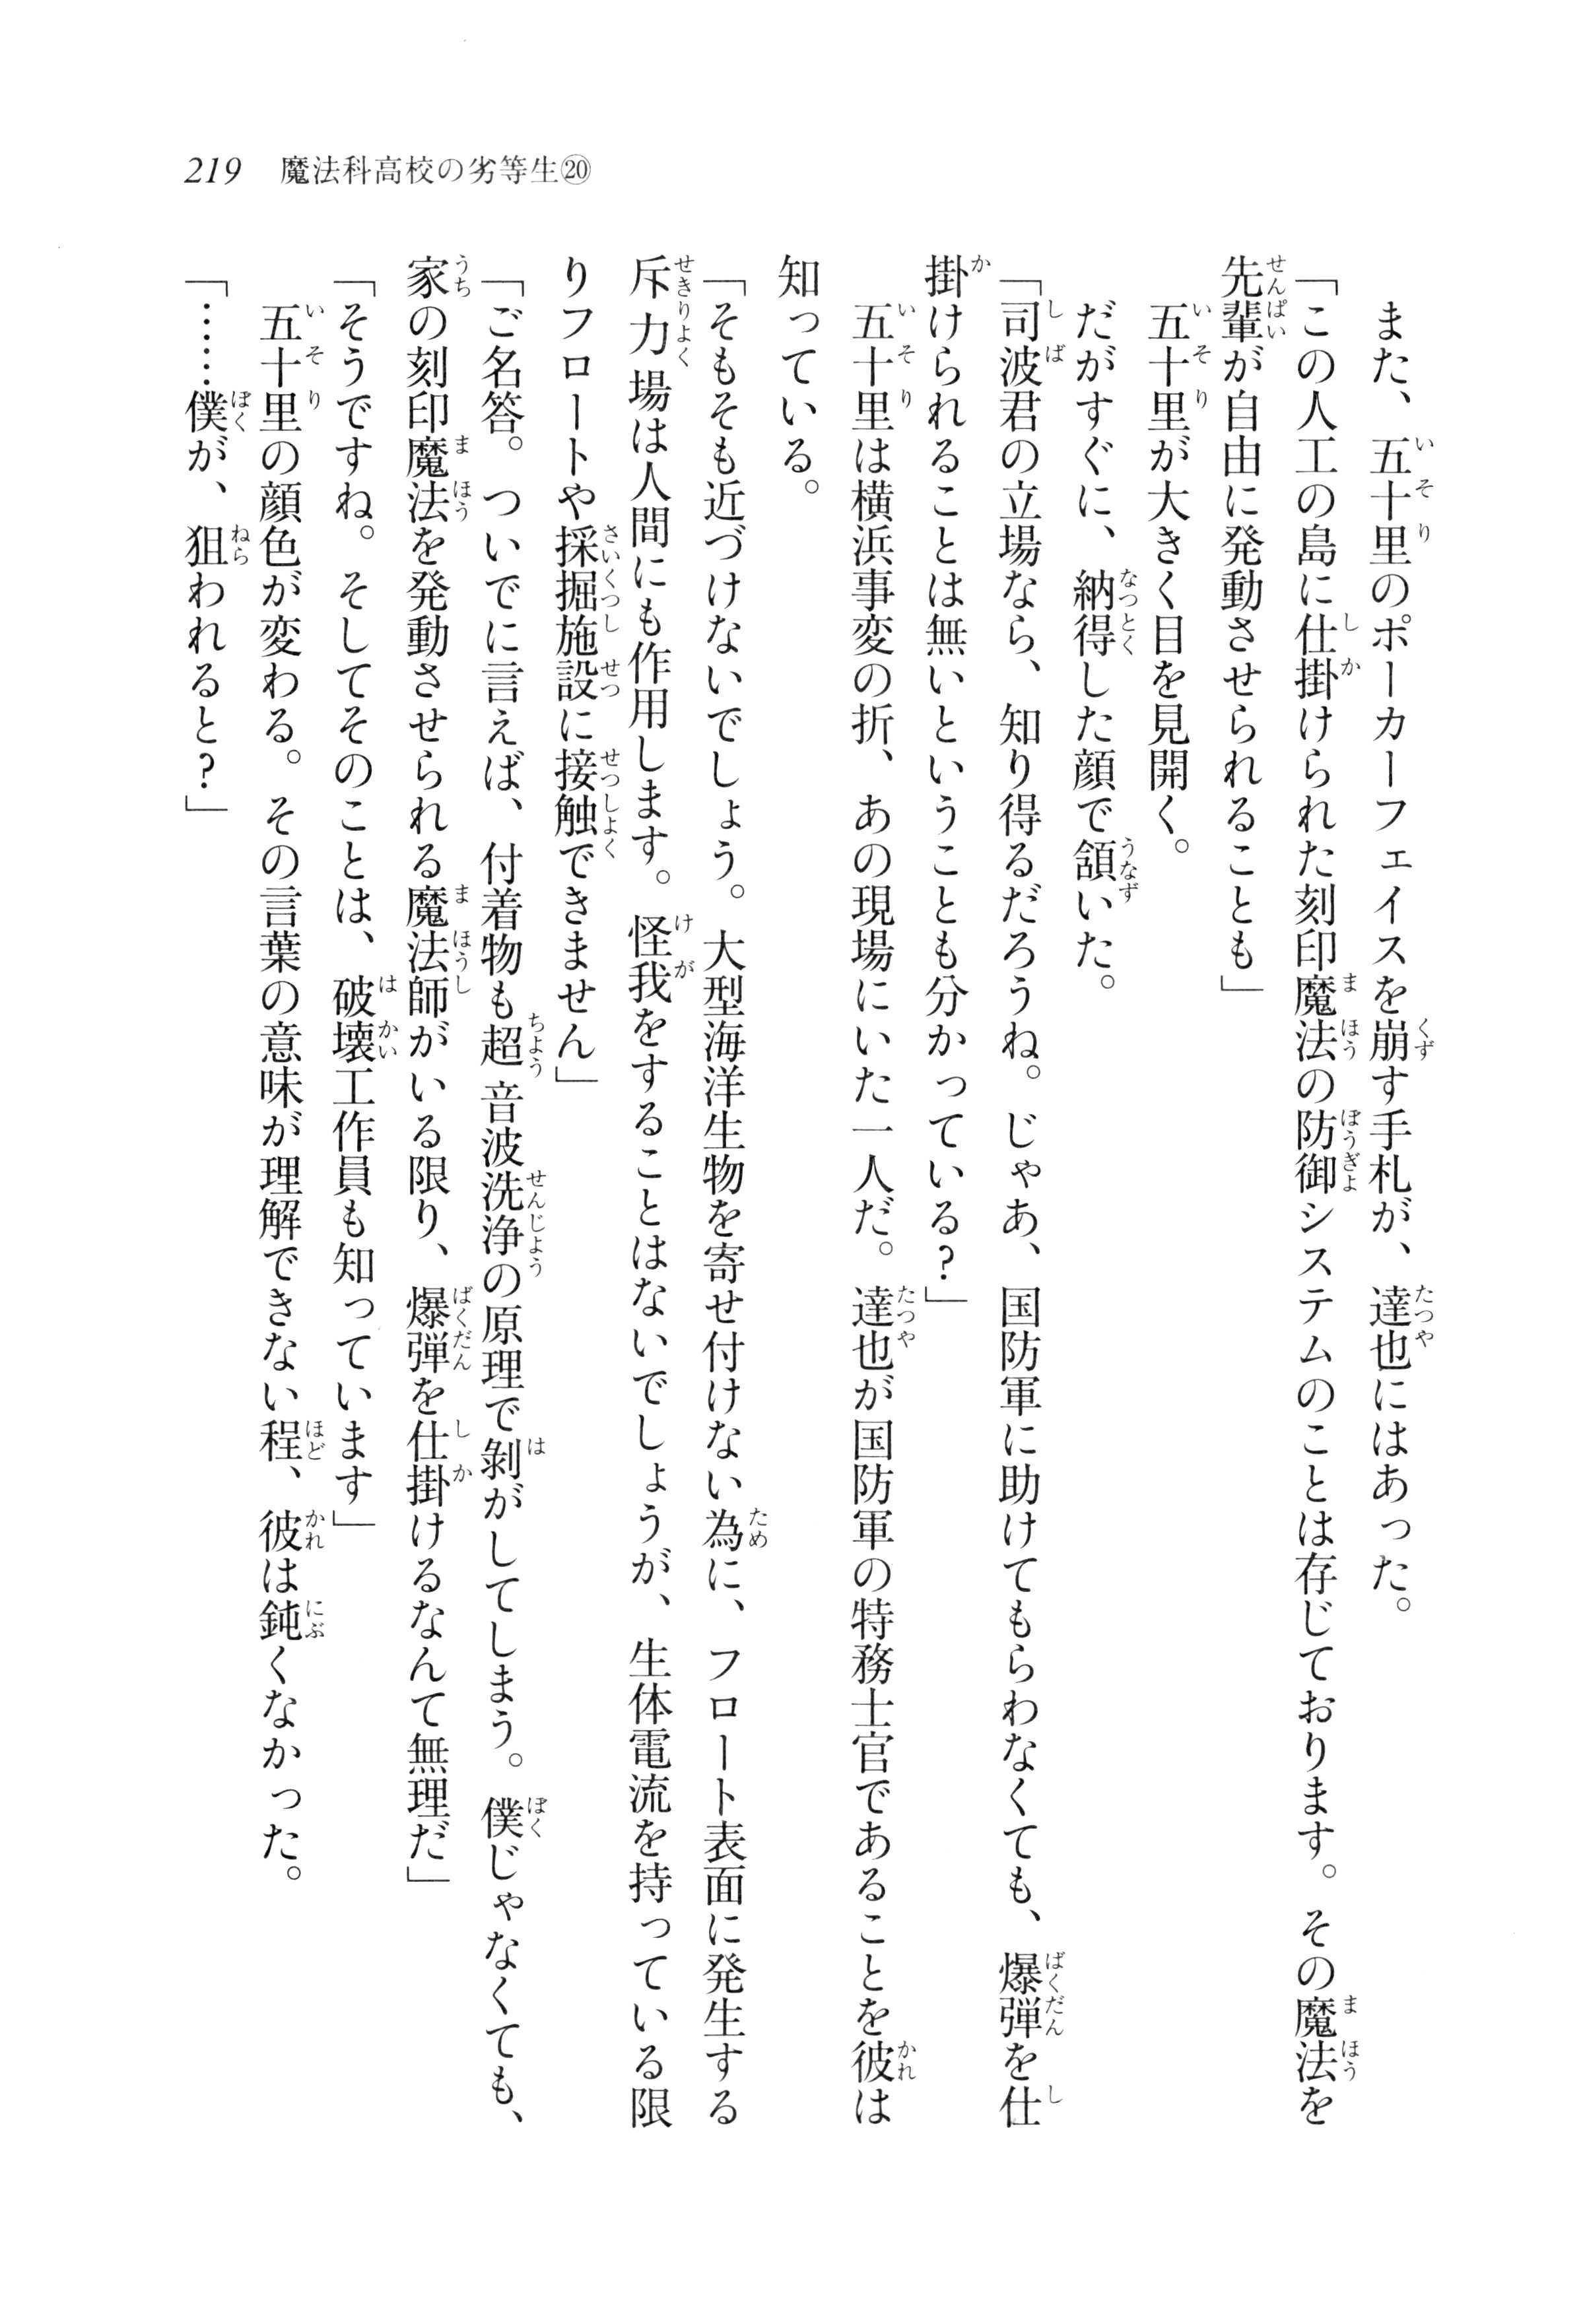 219 魔法科高校の劣等生⑳
また、五十里のポーカーフェイスを崩す手札が、達也にはあった。
「この人工の島に仕掛けられた刻印魔法の防御システムのことは存じております。その魔法を
先輩が自由に発動させられることも」
五十里が大きく目を見開く。
だがすぐに、納得した顔で頷いた。
「司波君の立場なら、知り得るだろうね。じゃあ、国防軍に助けてもらわなくても、爆弾を仕
掛けられることは無いということも分かっている?」
五十里は横浜事変の折、あの現場にいた一人だ。達也が国防軍の特務士官であることを彼は
知っている。
「そもそも近づけないでしょう。大型海洋生物を寄せ付けない為に、フロート表面に発生する
斥力場は人間にも作用します。怪我をすることはないでしょうが、生体電流を持っている限
りフロートや採掘施設に接触できません」
「ご名答。ついでに言えば、付着物も超音波洗浄の原理で剝がしてしまう。僕じゃなくても、
家の刻印魔法を発動させられる魔法師がいる限り、爆弾を仕掛けるなんて無理だ」
「そうですね。そしてそのことは、破壊工作員も知っています」
五十里の顔色が変わる。その言葉の意味が理解できない程、彼は鈍くなかった。
「……僕が、狙われると?」